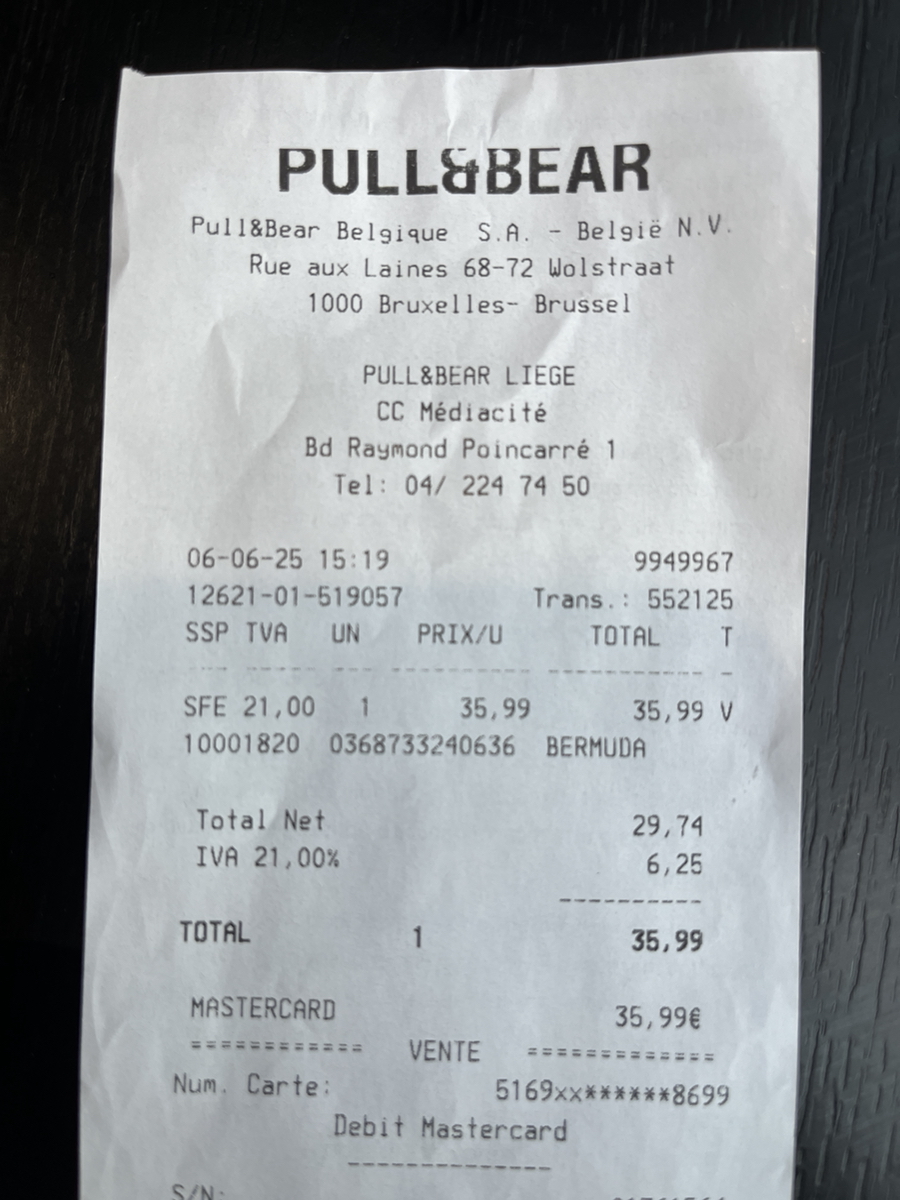 PULL&BEAR
Pull&Bear Belgique S.A. - België N.V.
Rue aux Laines 68-72 Wolstraat
1000 Bruxelles- Brussel
PULL&BEAR LIEGE
CC Médiacité
Bd Raymond Poincarré 1
Tel: 04/ 224 74 50
06-06-25 15:19 9949967
12621-01-519057 Trans.: 552125
SSP TVA UN PRIX/U TOTAL T
SFE 21,00 1 35,99 35,99 V
10001820 0368733240636 BERMUDA
Total Net 29,74
IVA 21,00% 6,25
----------
TOTAL 1 35,99
MASTERCARD 35,99€
============ VENTE =============
Num. Carte: 5169xx******8699
Debit Mastercard
--------------
S/N: